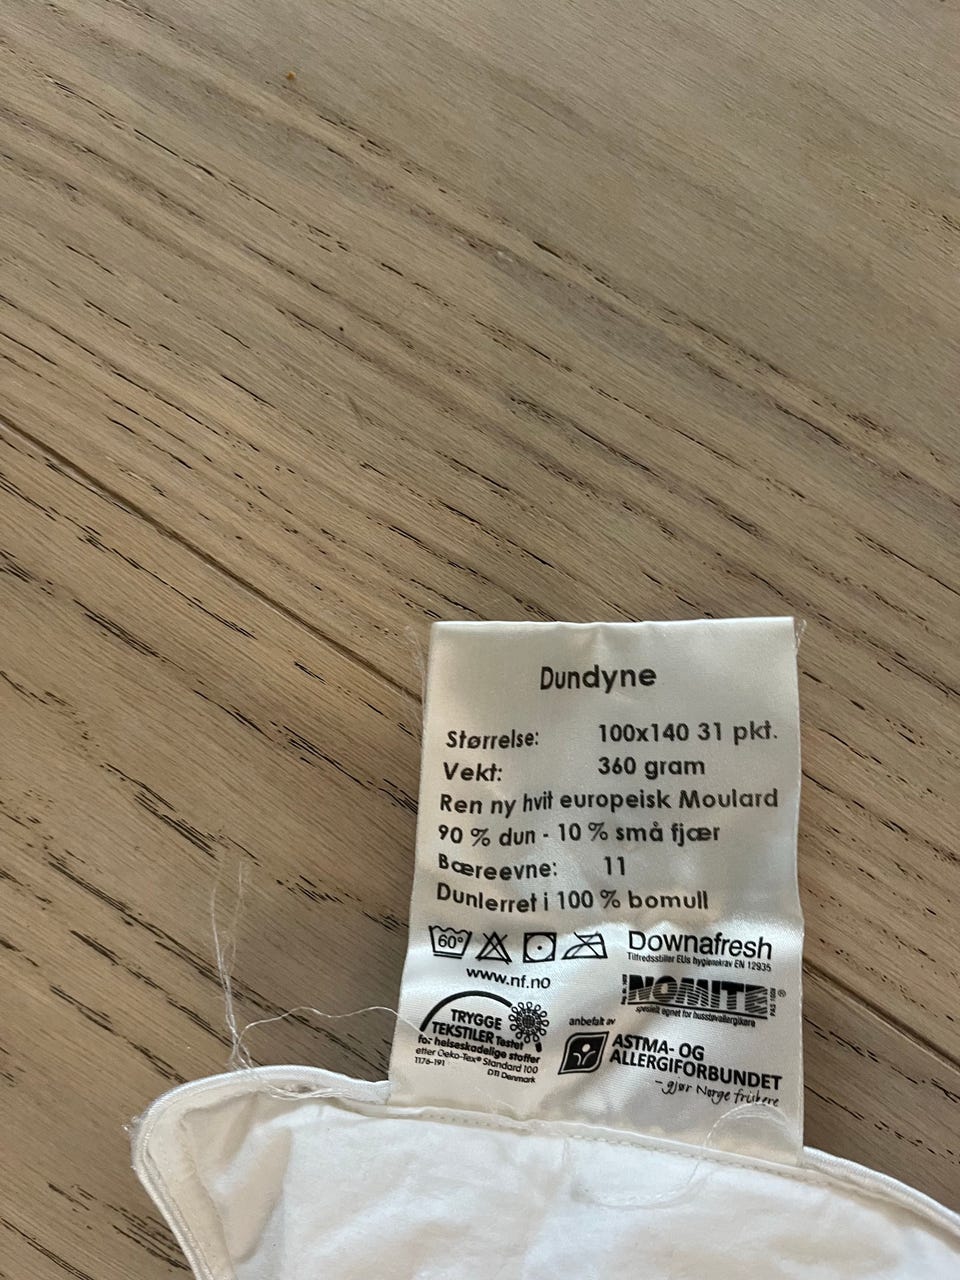 Dundyne
Størrelse: 100x140 31 pkt.
Vekt: 360 gram
Ren ny hvit europeisk Moulard
90 % dun - 10 % små fjær
Bæreevne: 11
Dunlerret i 100 % bomull
60°
www.nf.no
Downafresh
Tilfredsstiller EUs hygienekrav EN 12935
NOMITE®
spesielt egnet for husstøvallergikere
TRYGGE
TEKSTILER Testet
for helseskadelige stoffer
etter Oeko-Tex® Standard 100
1176-191 DTI Denmark
anbefalt av
ASTMA- OG
ALLERGIFORBUNDET
- gjør Norge friskere